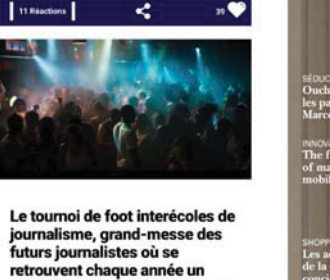 11 Réactions
39
Le tournoi de foot interécoles de
journalisme, grand-messe des
futurs journalistes où se
retrouvent chaque année un
SÉDUC
Ouch
les pa
Marc
INNOV
The f
of ma
mobil
SHOPP
Les a
de la